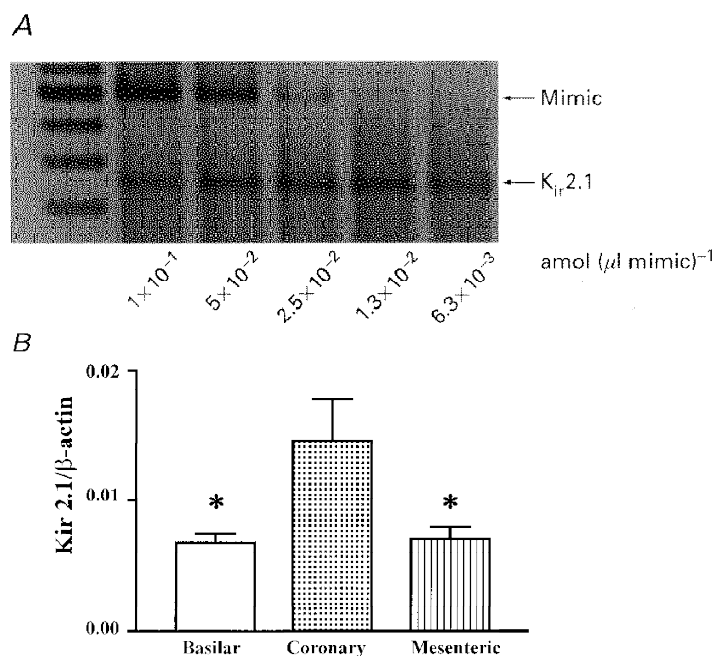 A
Mimic
Kir2.1
1×10⁻¹
5×10⁻²
2.5×10⁻²
1.3×10⁻²
6.3×10⁻³
amol (μl mimic)⁻¹
B
0.02
0.01
0.00
Kir 2.1/β-actin
*
*
Basilar
Coronary
Mesenteric